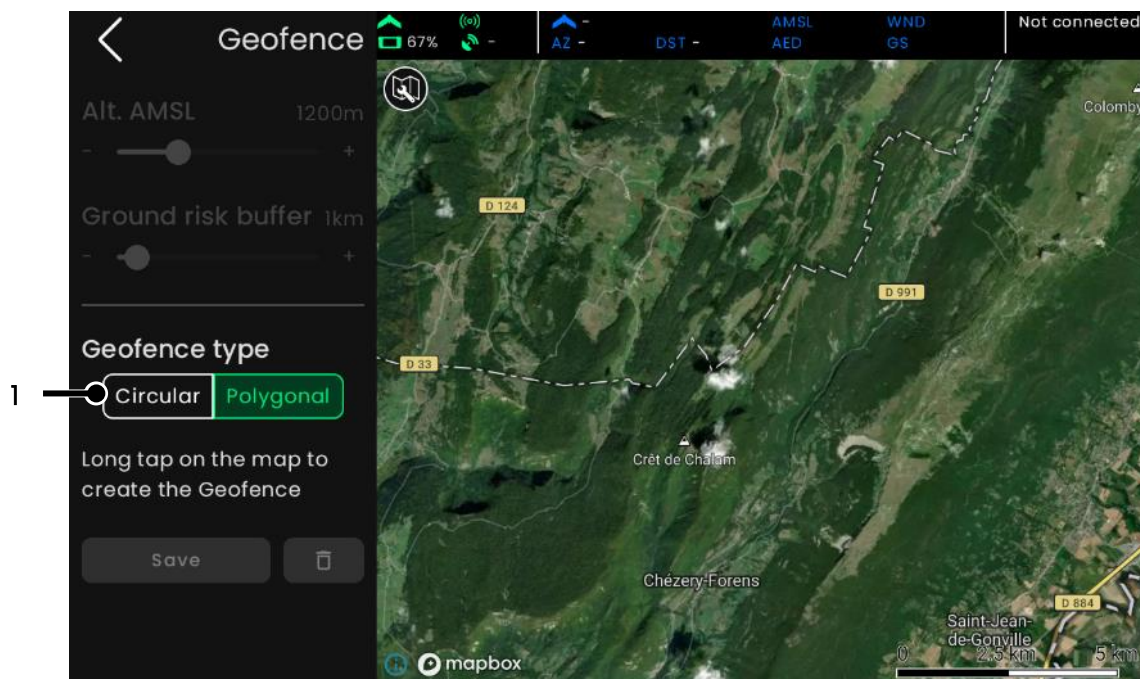 Geofence
67%
-
-
AZ -
DST -
AMSL
AED
WND
GS
Not connected
Alt. AMSL 1200m
- +
Ground risk buffer 1km
- +
Geofence type
1
Circular Polygonal
Long tap on the map to
create the Geofence
Save
Colomby
D 124
D 991
D 33
Crêt de Chalam
Chézery-Forens
D 884
Saint-Jean-
de-Gonville
0 2.5 km 5 km
mapbox